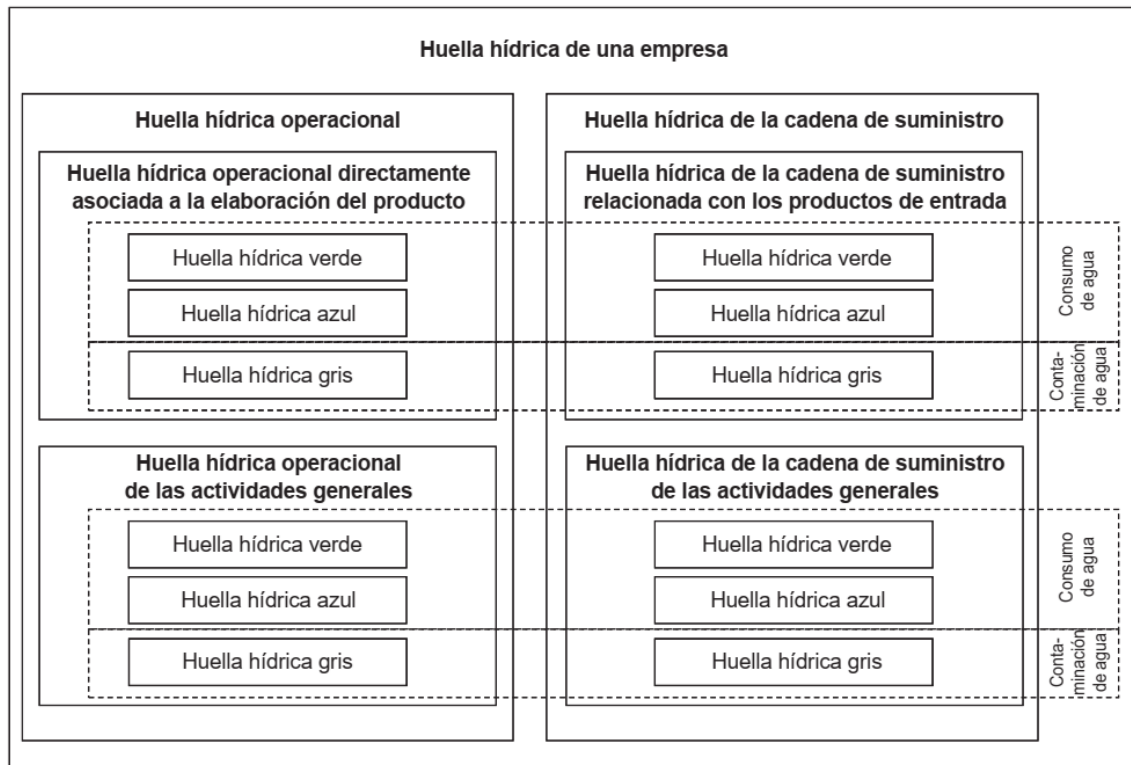 Huella hídrica de una empresa
Huella hídrica operacional
Huella hídrica operacional directamente
asociada a la elaboración del producto
Huella hídrica verde
Huella hídrica azul
Huella hídrica gris
Huella hídrica operacional
de las actividades generales
Huella hídrica verde
Huella hídrica azul
Huella hídrica gris
Huella hídrica de la cadena de suministro
Huella hídrica de la cadena de suministro
relacionada con los productos de entrada
Huella hídrica verde
Huella hídrica azul
Huella hídrica gris
Huella hídrica de la cadena de suministro
de las actividades generales
Huella hídrica verde
Huella hídrica azul
Huella hídrica gris
Consumo
de agua
Conta-
minación
de agua
Consumo
de agua
Conta-
minación
de agua